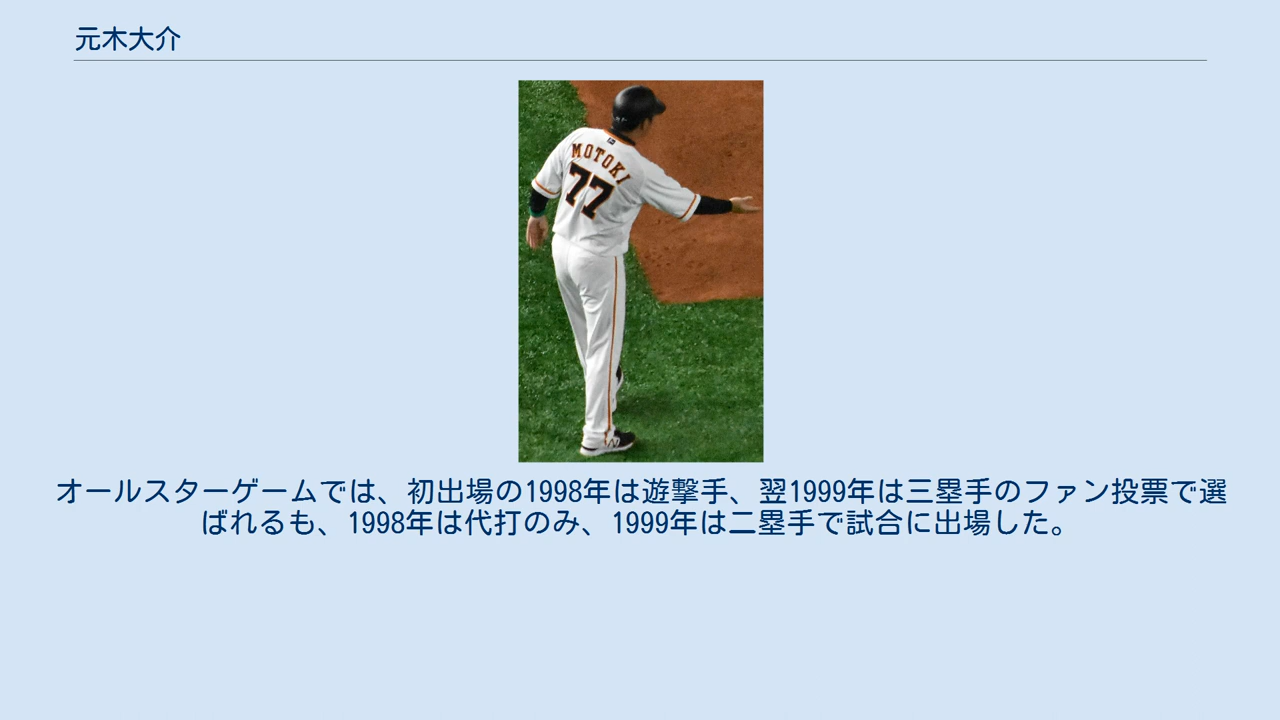 元木大介
MOTOKI
77
オールスターゲームでは、初出場の1998年は遊撃手、翌1999年は三塁手のファン投票で選
ばれるも、1998年は代打のみ、1999年は二塁手で試合に出場した。